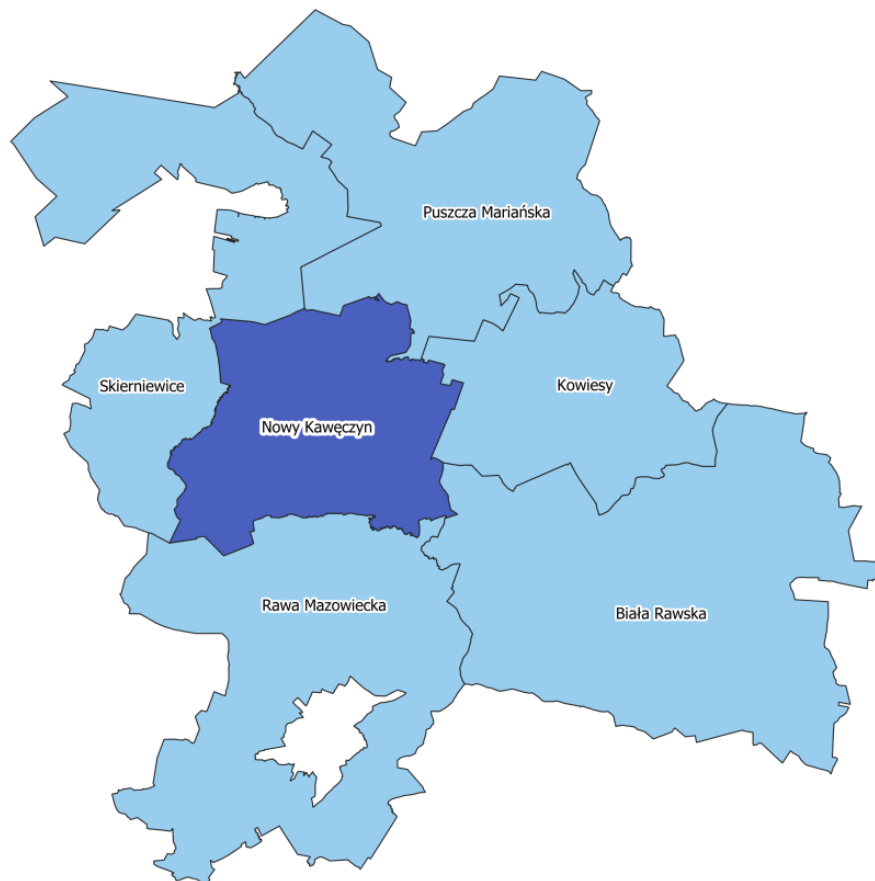 Puszcza Mariańska
Skierniewice
Kowiesy
Nowy Kawęczyn
Rawa Mazowiecka
Biała Rawska